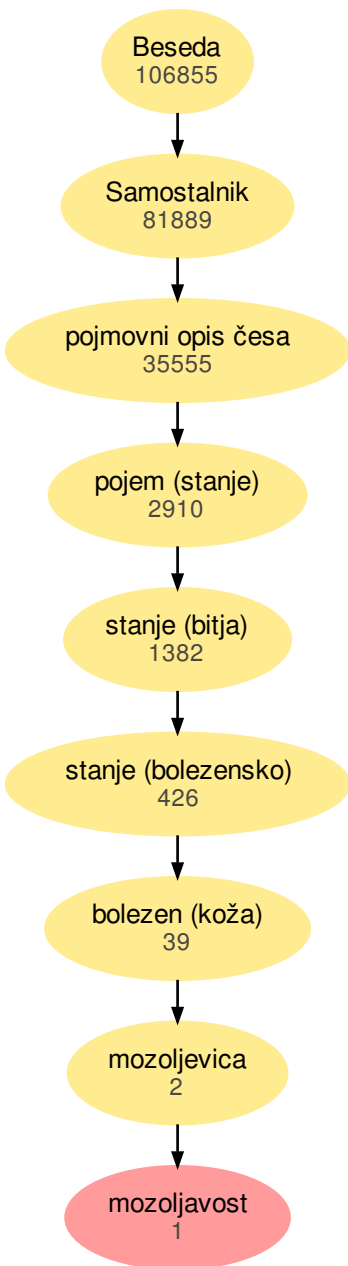 Beseda
106855
Samostalnik
81889
pojmovni opis česa
35555
pojem (stanje)
2910
stanje (bitja)
1382
stanje (bolezensko)
426
bolezen (koža)
39
mozoljevica
2
mozoljavost
1